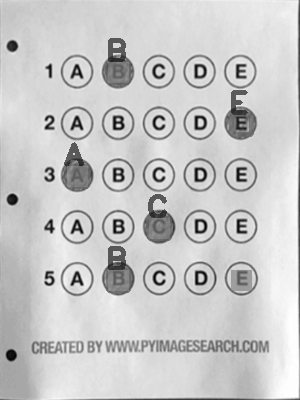 B
1 A B C D E
E
2 A B C D E
A
3 A B C D E
C
4 A B C D E
B
5 A B C D E
CREATED BY WWW.PYIMAGESEARCH.COM